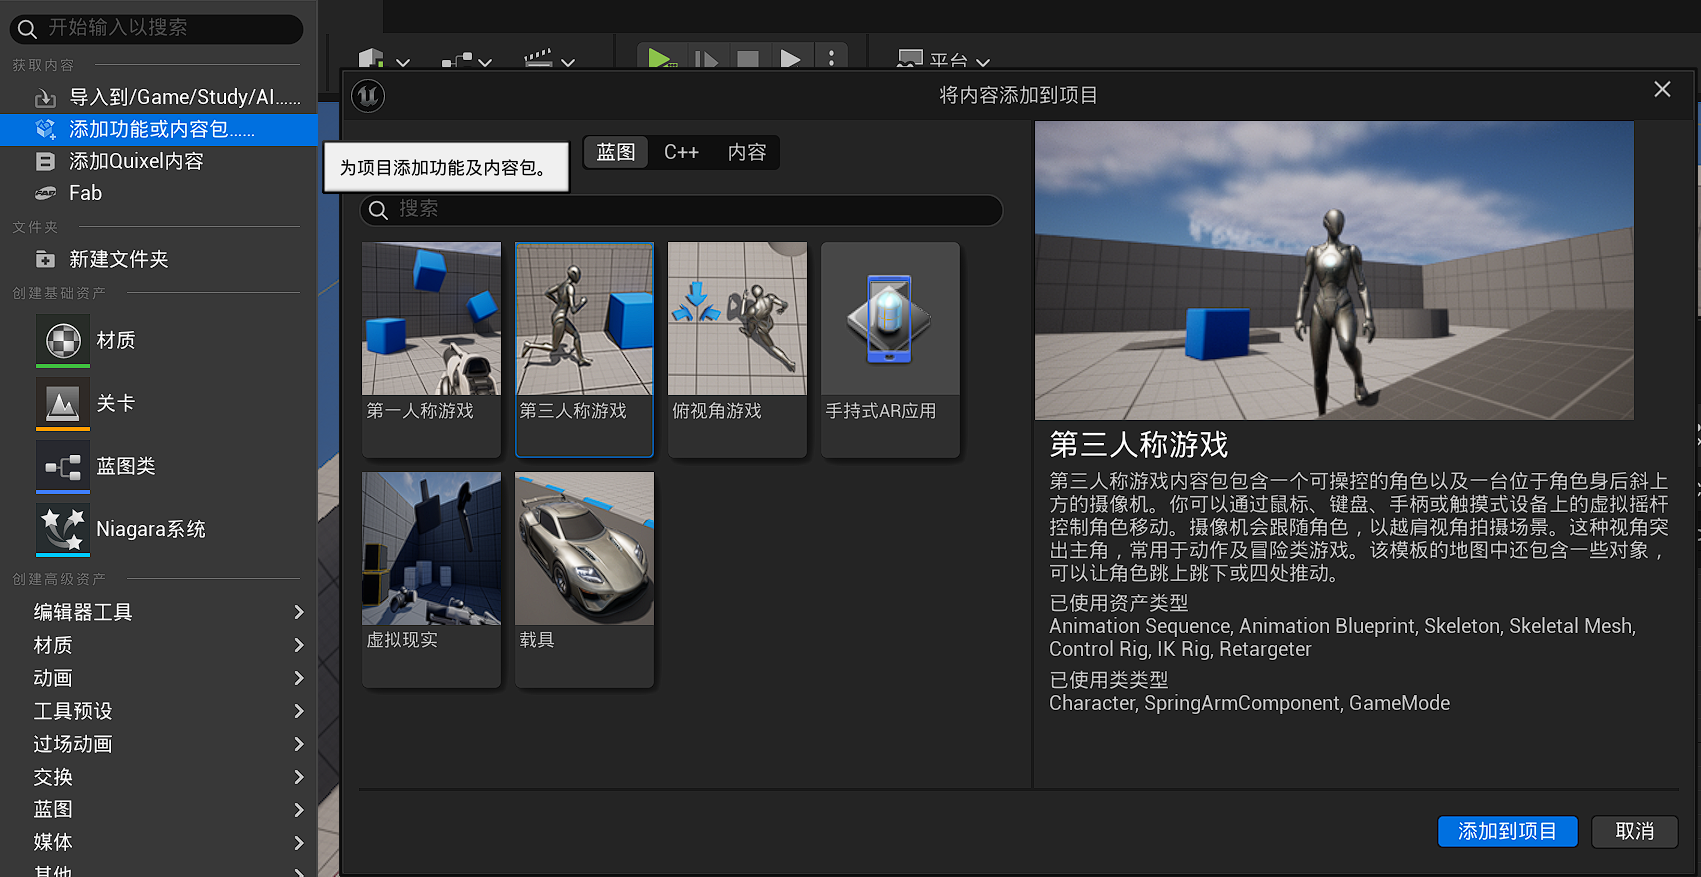 开始输入以搜索
获取内容
导入到/Game/Study/AI......
添加功能或内容包......
添加Quixel内容
Fab
文件夹
新建文件夹
创建基础资产
材质
关卡
蓝图类
Niagara系统
创建高级资产
编辑器工具
材质
动画
工具预设
过场动画
交换
蓝图
媒体
其他
平台
将内容添加到项目
为项目添加功能及内容包。
蓝图
C++
内容
搜索
第一人称游戏
第三人称游戏
俯视角游戏
手持式AR应用
虚拟现实
载具
第三人称游戏
第三人称游戏内容包包含一个可操控的角色以及一台位于角色身后斜上
方的摄像机。你可以通过鼠标、键盘、手柄或触摸式设备上的虚拟摇杆
控制角色移动。摄像机会跟随角色，以越肩视角拍摄场景。这种视角突
出主角，常用于动作及冒险类游戏。该模板的地图中还包含一些对象，
可以让角色跳上跳下或四处推动。
已使用资产类型
Animation Sequence, Animation Blueprint, Skeleton, Skeletal Mesh,
Control Rig, IK Rig, Retargeter
已使用类类型
Character, SpringArmComponent, GameMode
添加到项目
取消